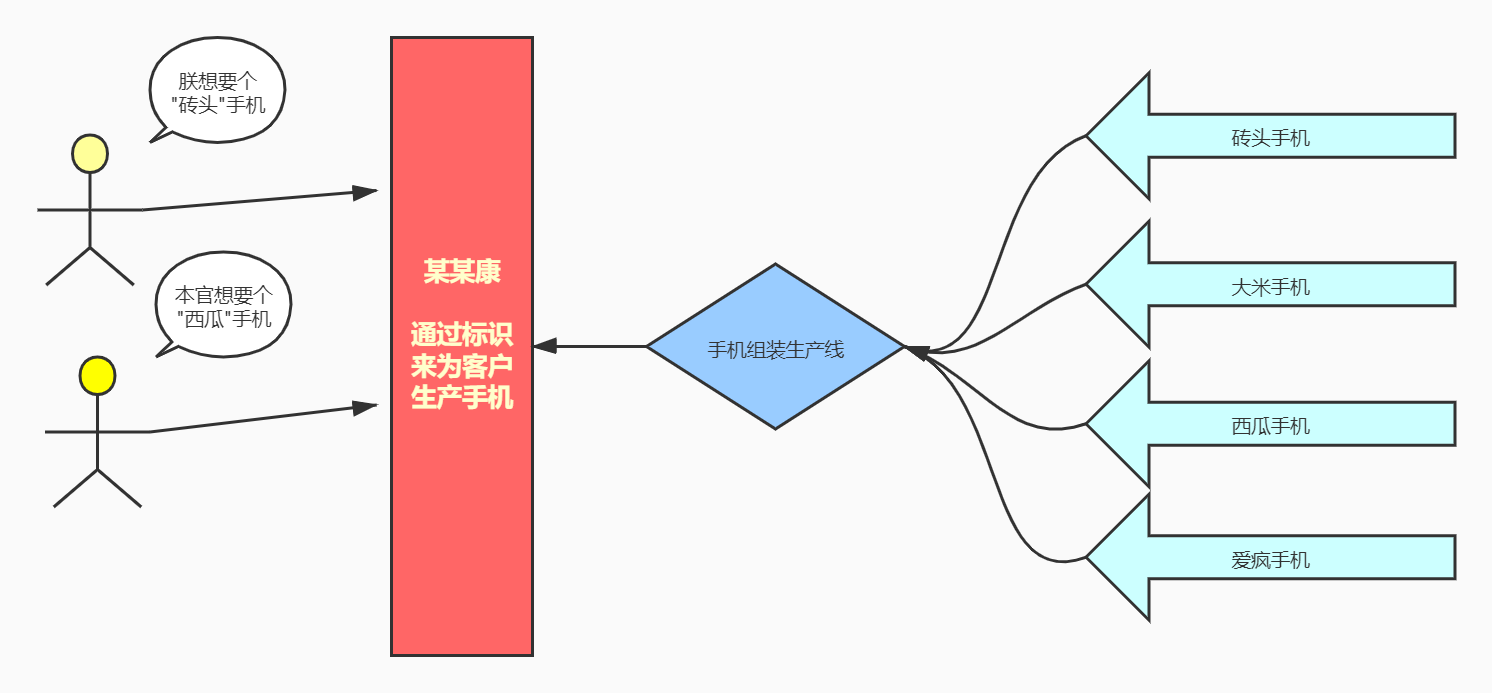 朕想要个
"砖头"手机
本官想要个
"西瓜"手机
某某康
通过标识
来为客户
生产手机
手机组装生产线
砖头手机
大米手机
西瓜手机
爱疯手机